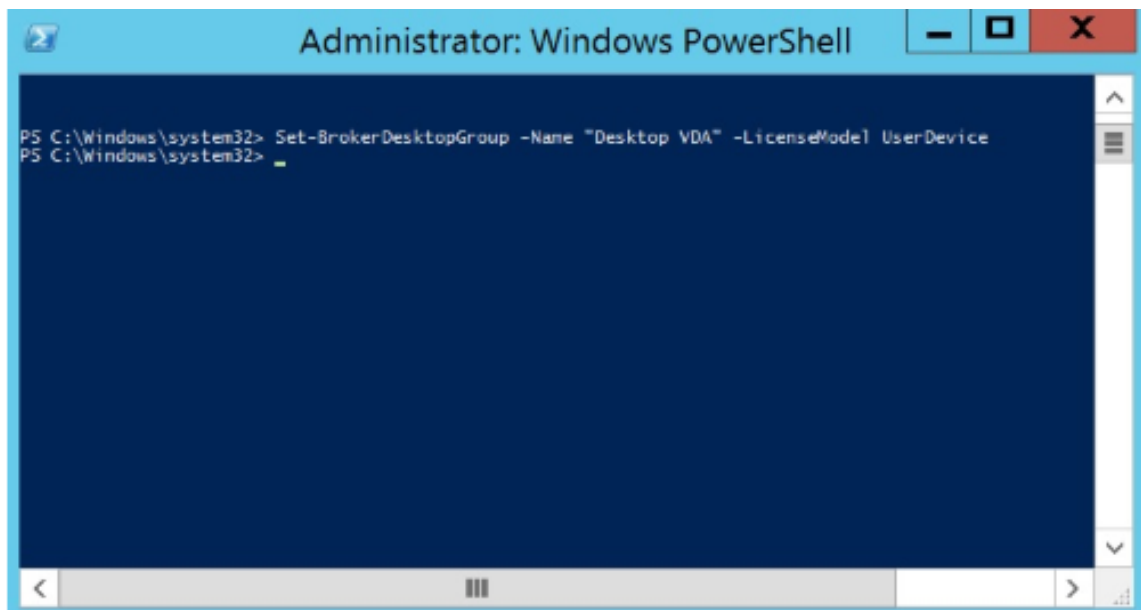 Administrator: Windows PowerShell
PS C:\Windows\system32> Set-BrokerDesktopGroup -Name "Desktop VDA" -LicenseModel UserDevice
PS C:\Windows\system32> _